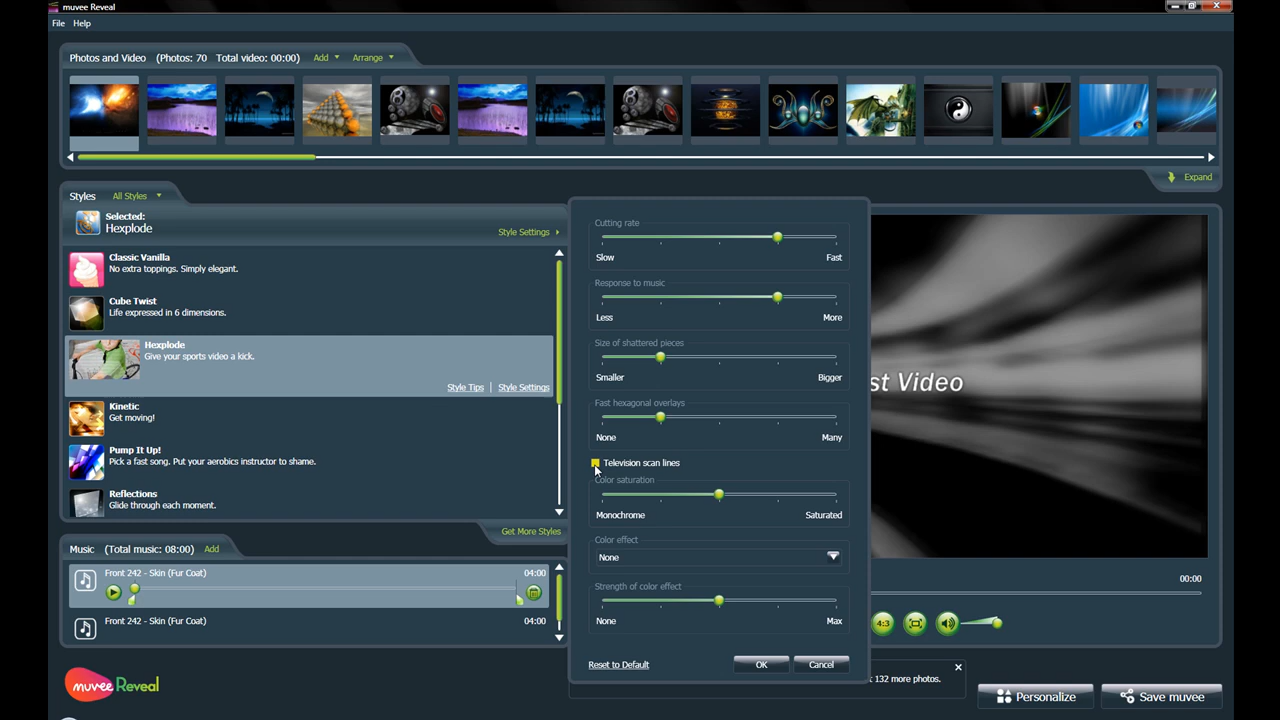 muvee Reveal
File Help
Photos and Video (Photos: 70 Total video: 00:00) Add Arrange
Expand
Styles All Styles
Selected:
Hexplode
Style Settings
Classic Vanilla
No extra toppings. Simply elegant.
Cube Twist
Life expressed in 6 dimensions.
Hexplode
Give your sports video a kick.
Style Tips | Style Settings
Kinetic
Get moving!
Pump It Up!
Pick a fast song. Put your aerobics instructor to shame.
Reflections
Glide through each moment.
Get More Styles
Music (Total music: 08:00) Add
Front 242 - Skin (Fur Coat) 04:00
Front 242 - Skin (Fur Coat) 04:00
muvee Reveal
Cutting rate
Slow Fast
Response to music
Less More
Size of shattered pieces
Smaller Bigger
Fast hexagonal overlays
None Many
Television scan lines
Color saturation
Monochrome Saturated
Color effect
None
Strength of color effect
None Max
Reset to Default OK Cancel
st Video
00:00
4:3
t 132 more photos.
Personalize Save muvee